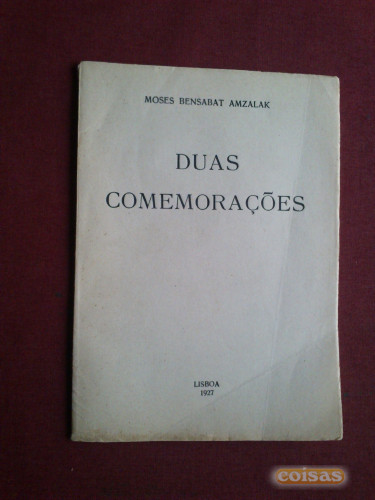 MOSES BENSABAT AMZALAK
DUAS
COMEMORAÇÕES
LISBOA
1927
coisas